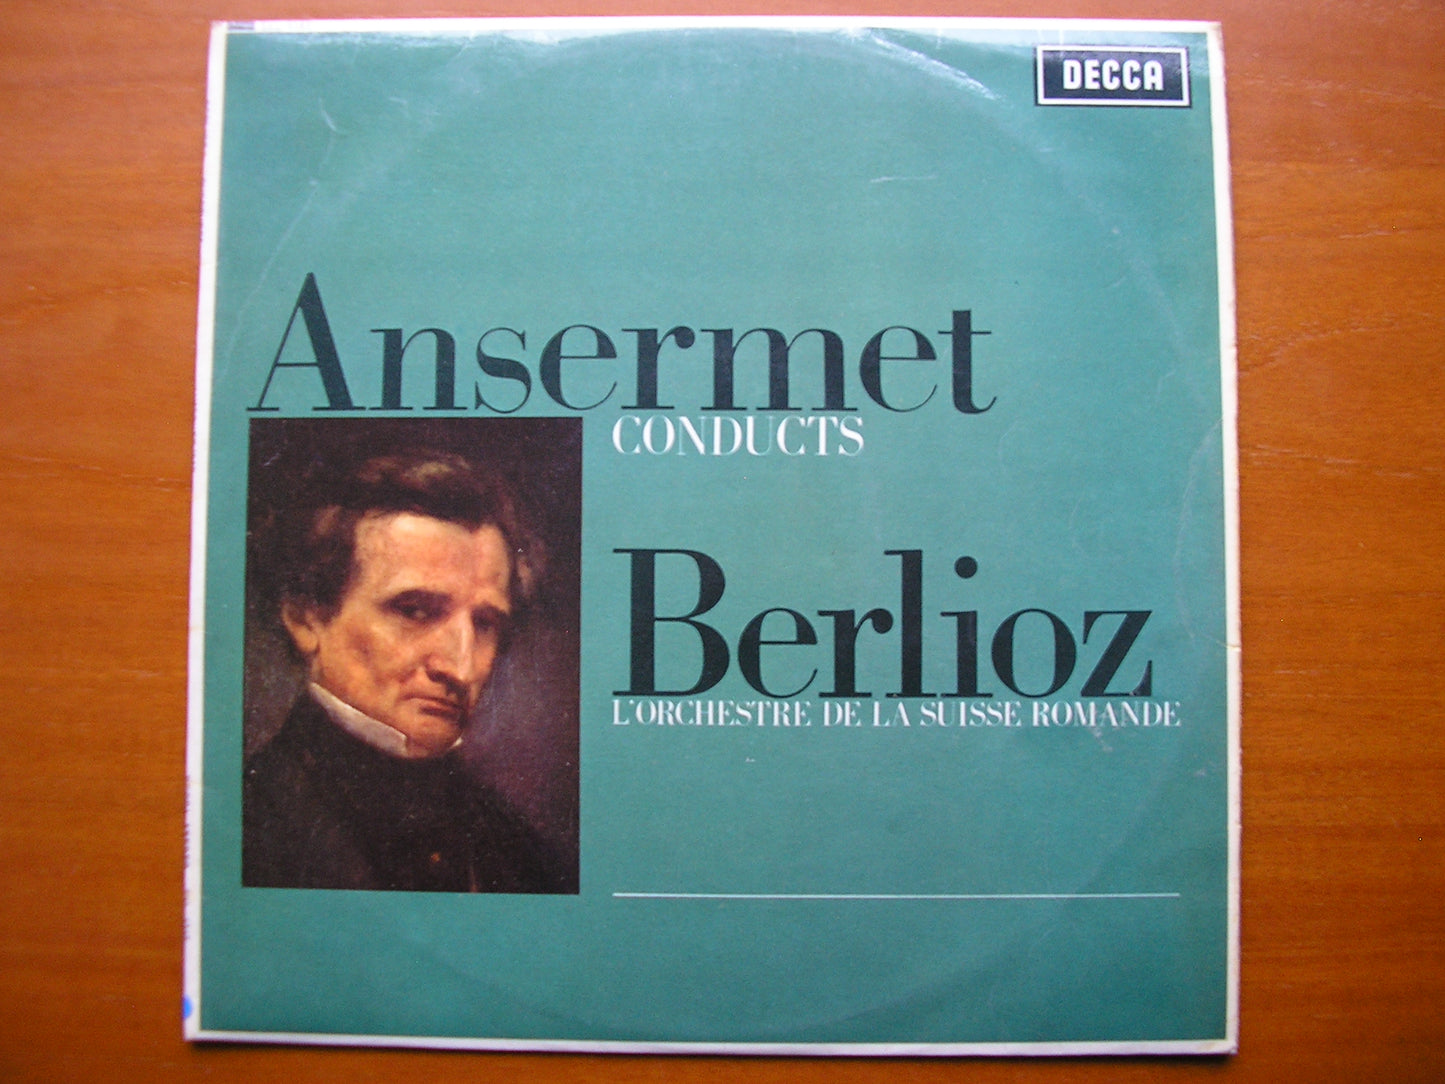 DECCA
Ansermet
CONDUCTS
Berlioz
L'ORCHESTRE DE LA SUISSE ROMANDE